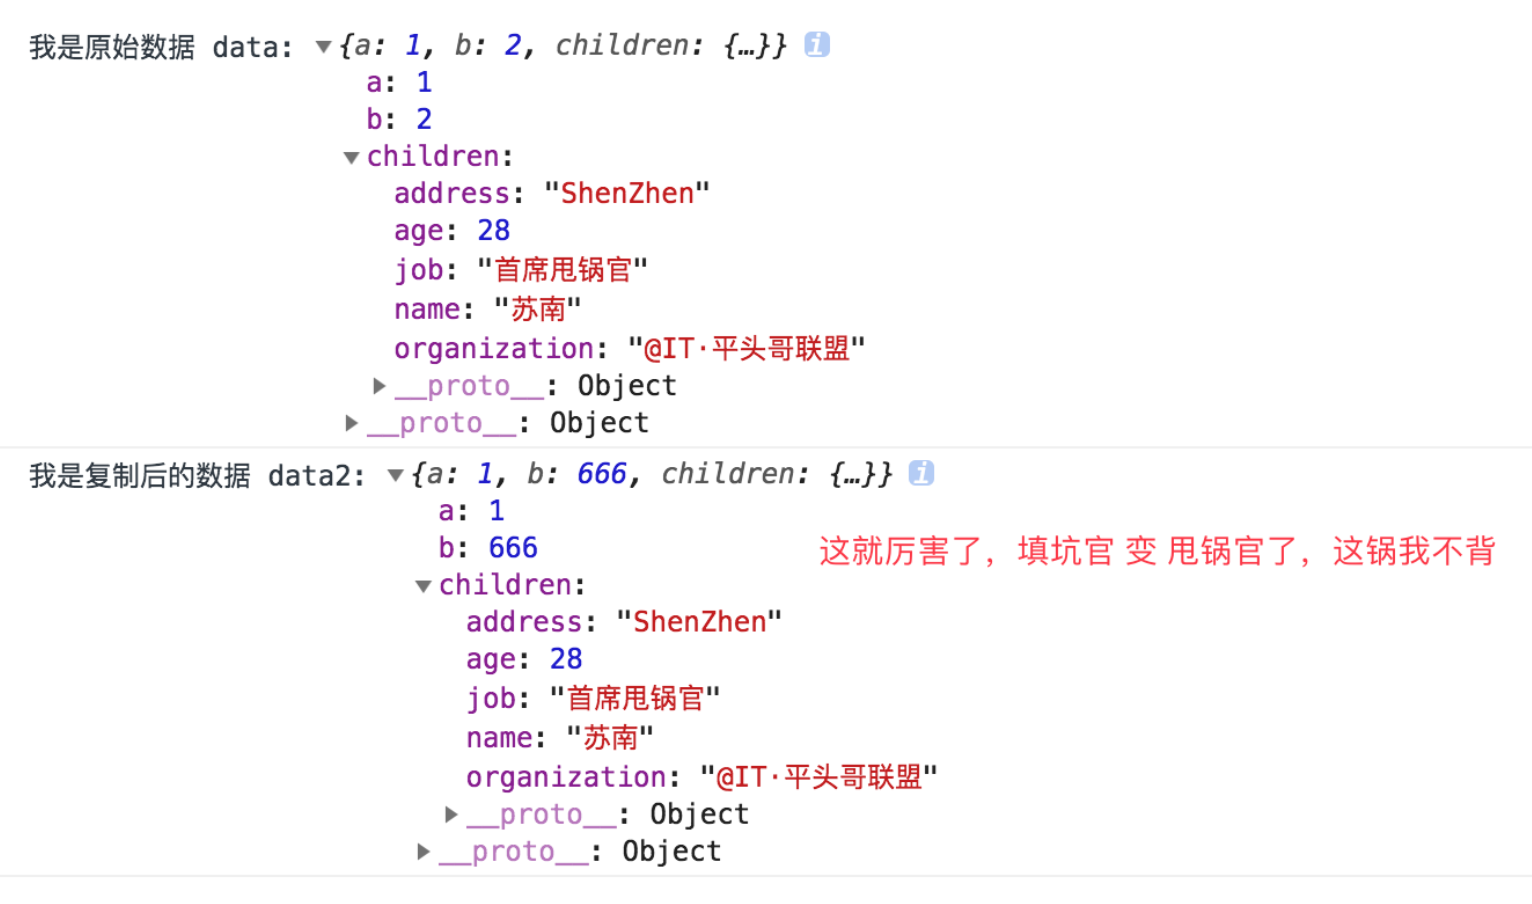 我是原始数据 data: ▼{a: 1, b: 2, children: {…}} i
a: 1
b: 2
▼children:
address: "ShenZhen"
age: 28
job: "首席甩锅官"
name: "苏南"
organization: "@IT·平头哥联盟"
▶__proto__: Object
▶__proto__: Object
我是复制后的数据 data2: ▼{a: 1, b: 666, children: {…}} i
a: 1
b: 666
这就厉害了，填坑官 变 甩锅官了，这锅我不背
▼children:
address: "ShenZhen"
age: 28
job: "首席甩锅官"
name: "苏南"
organization: "@IT·平头哥联盟"
▶__proto__: Object
▶__proto__: Object